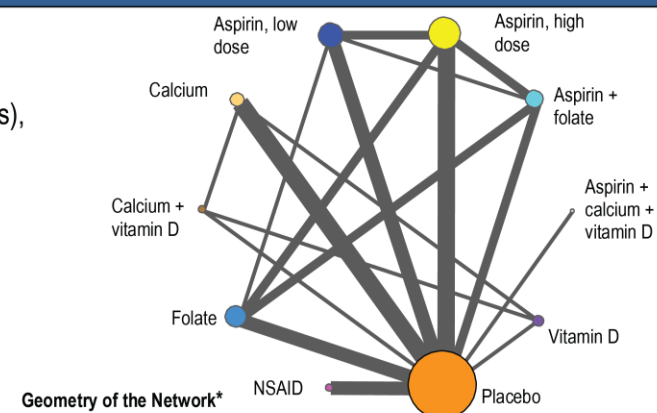 Aspirin, low
dose
Aspirin, high
dose
s),
Calcium
Aspirin +
folate
Calcium +
vitamin D
Aspirin +
calcium +
vitamin D
Folate
Vitamin D
NSAID
Placebo
Geometry of the Network*